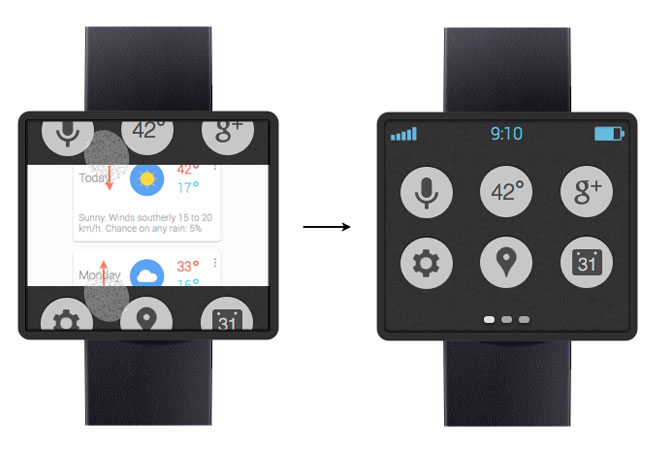 42°
g+
Today
42°
17°
Sunny, Winds southerly 15 to 20
km/h. Chance on any rain: 5%
Monday
33°
16°
31
9:10
42°
g+
31